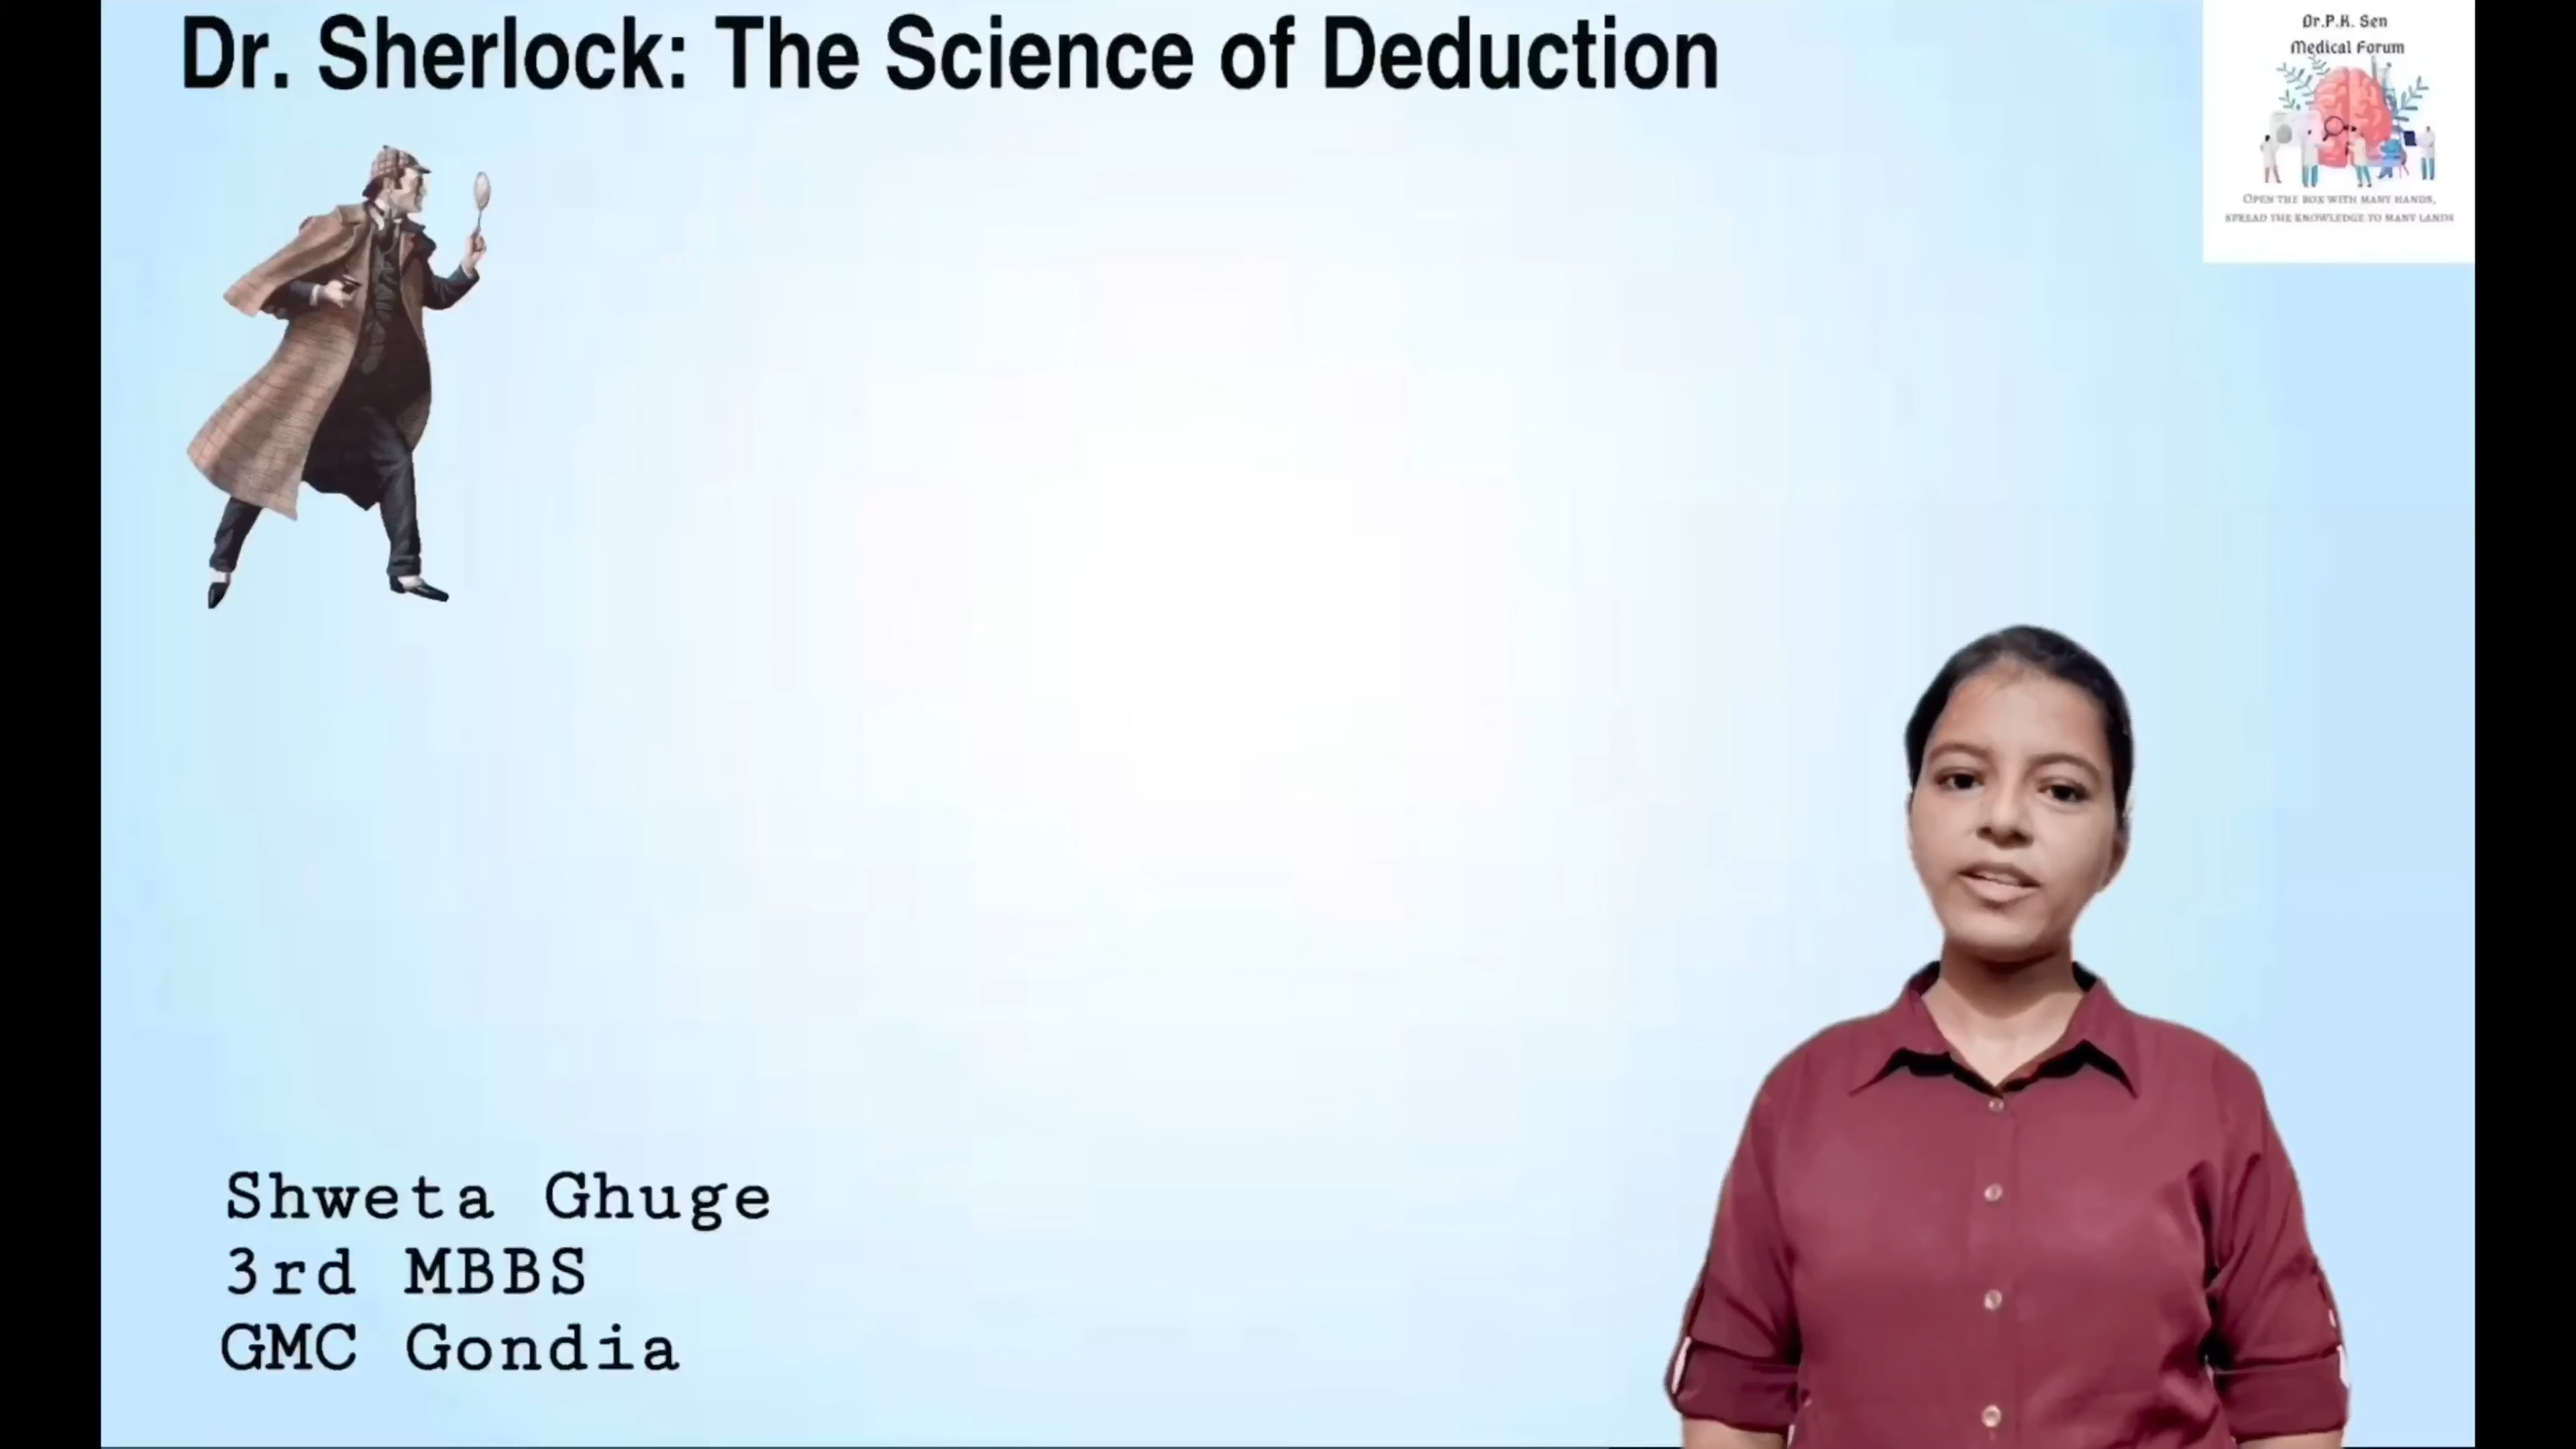 Dr. Sherlock: The Science of Deduction
Dr.P.K. Sen
Medical Forum
OPEN THE BOX WITH MANY HANDS,
SPREAD THE KNOWLEDGE TO MANY LANDS
Shweta Ghuge
3rd MBBS
GMC Gondia